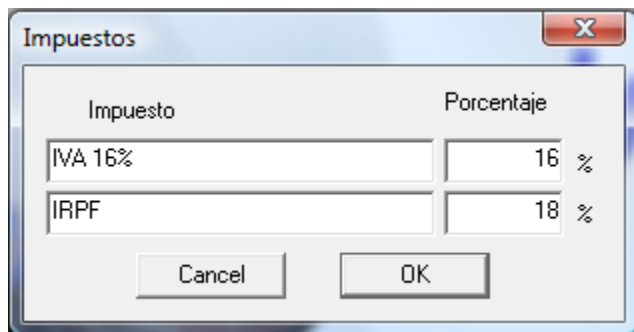 Impuestos
Impuesto Porcentaje
IVA 16% 16 %
IRPF 18 %
Cancel OK